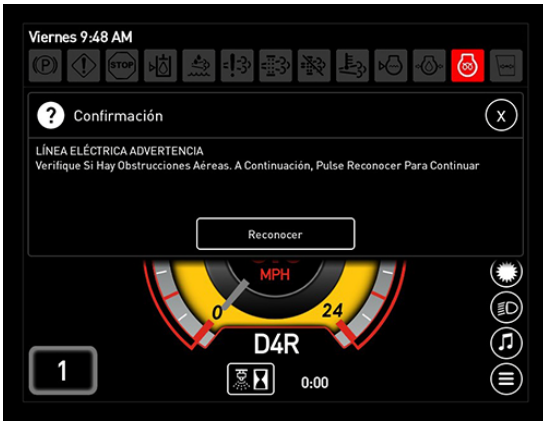 Viernes 9:48 AM
(P)
STOP
? Confirmación X
LÍNEA ELÉCTRICA ADVERTENCIA
Verifique Si Hay Obstrucciones Aéreas. A Continuación, Pulse Reconocer Para Continuar
Reconocer
MPH
0 24
D4R
1
0:00